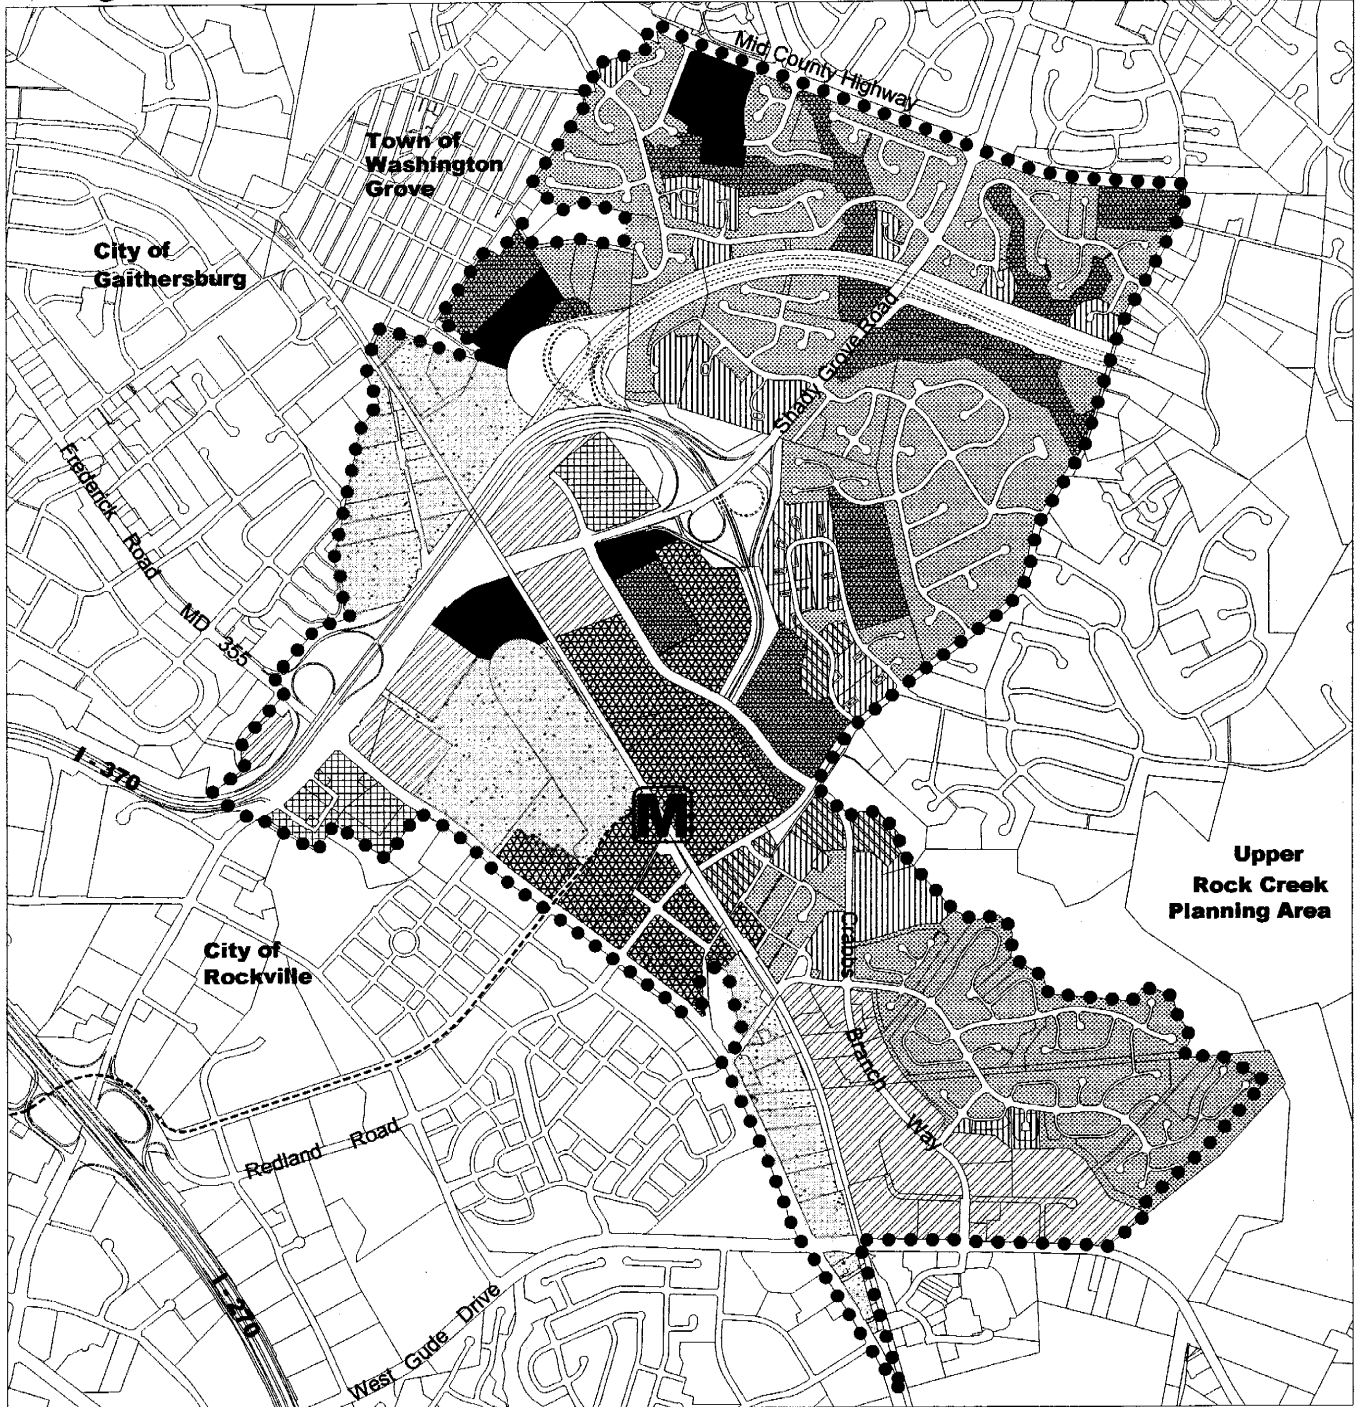 Mid County Highway
Town of
Washington
Grove
City of
Gaithersburg
Shady Grove Road
Frederick Road
MD 355
I - 370
M
Upper
Rock Creek
Planning Area
City of
Rockville
Crabbs
Branch
Way
Redland Road
I - 270
West Gude Drive